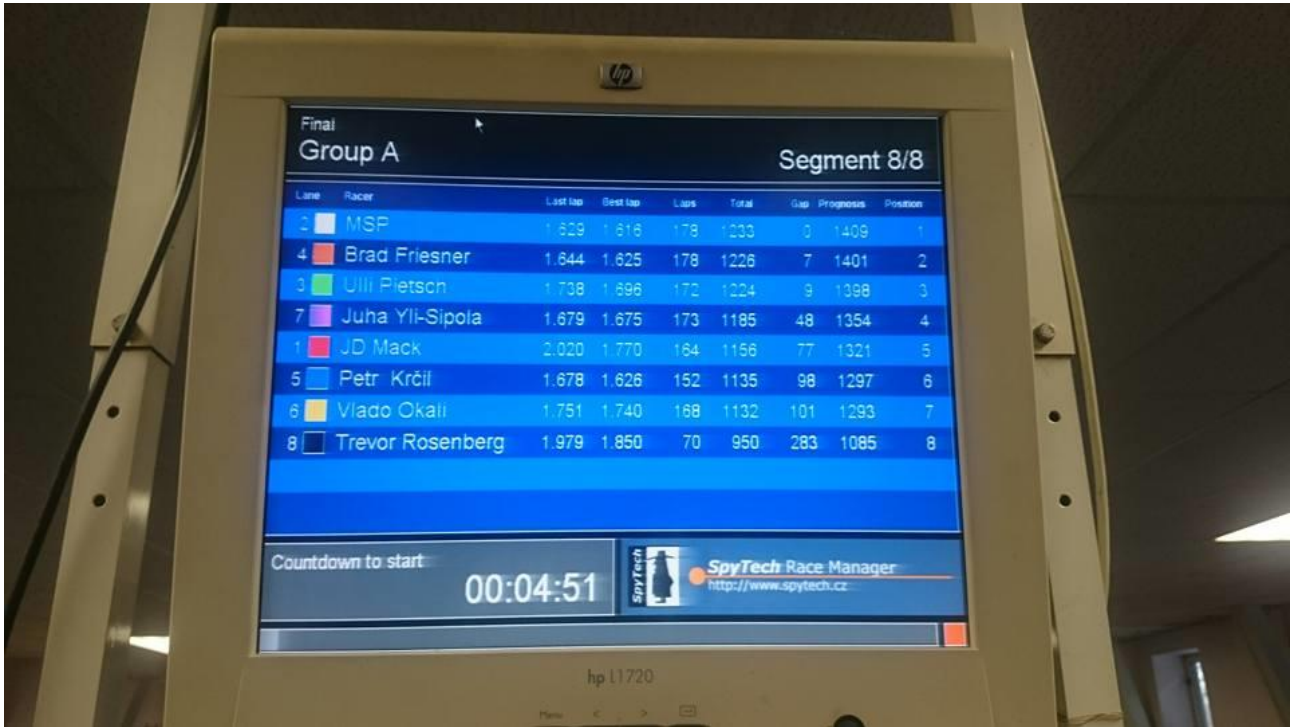 hp
Final
Group A
Segment 8/8
Lane Racer Last lap Best lap Laps Total Gap Prognosis Position
2 MSP 1.629 1.616 178 1233 0 1409 1
4 Brad Friesner 1.644 1.625 178 1226 7 1401 2
3 Ulli Pietsch 1.738 1.696 172 1224 9 1398 3
7 Juha Yli-Sipola 1.679 1.675 173 1185 48 1354 4
1 JD Mack 2.020 1.770 164 1156 77 1321 5
5 Petr Krčil 1.678 1.626 152 1135 98 1297 6
6 Vlado Okali 1.751 1.740 168 1132 101 1293 7
8 Trevor Rosenberg 1.979 1.850 70 950 283 1085 8
Countdown to start
00:04:51
SpyTech
SpyTech Race Manager
http://www.spytech.cz
hp L1720
Menu < >